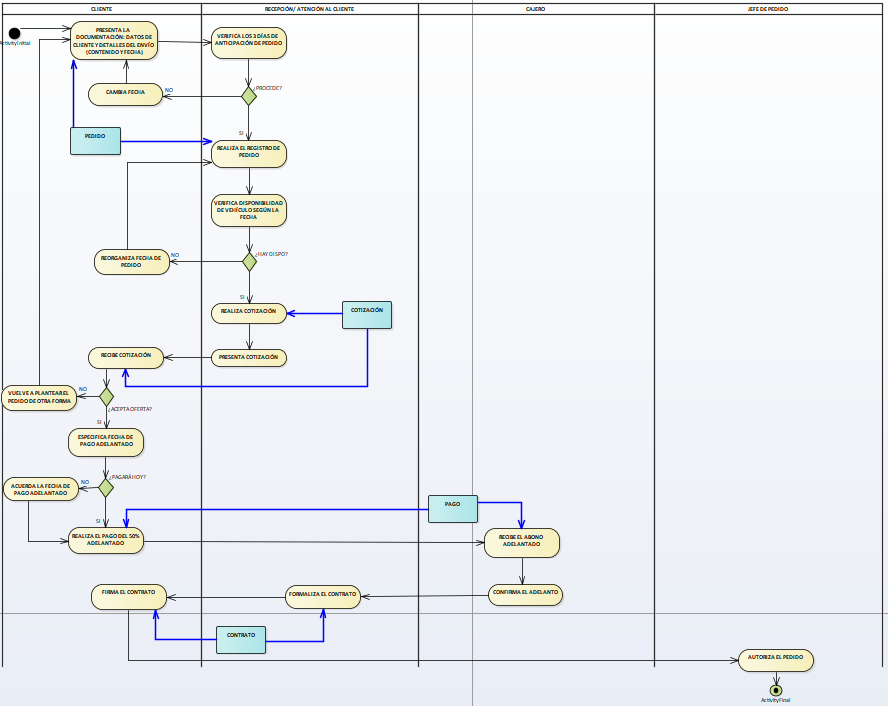 CLIENTE
RECEPCIÓN/ ATENCIÓN AL CLIENTE
CAJERO
JEFE DE PEDIDO
ActivityInitial
PRESENTA LA
DOCUMENTACIÓN: DATOS DE
CLIENTE Y DETALLES DEL ENVÍO
(CONTENIDO Y FECHA)
VERIFICA LOS 3 DÍAS DE
ANTICIPACIÓN DE PEDIDO
¿PROCEDE?
NO
CAMBIA FECHA
SI
PEDIDO
REALIZA EL REGISTRO DE
PEDIDO
VERIFICA DISPONIBILIDAD
DE VEHÍCULO SEGÚN LA
FECHA
¿HAY DISPO?
NO
REORGANIZA FECHA DE
PEDIDO
SI
REALIZA COTIZACIÓN
COTIZACIÓN
PRESENTA COTIZACIÓN
RECIBE COTIZACIÓN
NO
VUELVE A PLANTEAR EL
PEDIDO DE OTRA FORMA
¿ACEPTA OFERTA?
SI
ESPECIFICA FECHA DE
PAGO ADELANTADO
¿PAGARÁ HOY?
NO
ACUERDA LA FECHA DE
PAGO ADELANTADO
SI
PAGO
REALIZA EL PAGO DEL 50%
ADELANTADO
RECIBE EL ABONO
ADELANTADO
CONFIRMA EL ADELANTO
FORMALIZA EL CONTRATO
FIRMA EL CONTRATO
CONTRATO
AUTORIZA EL PEDIDO
ActivityFinal